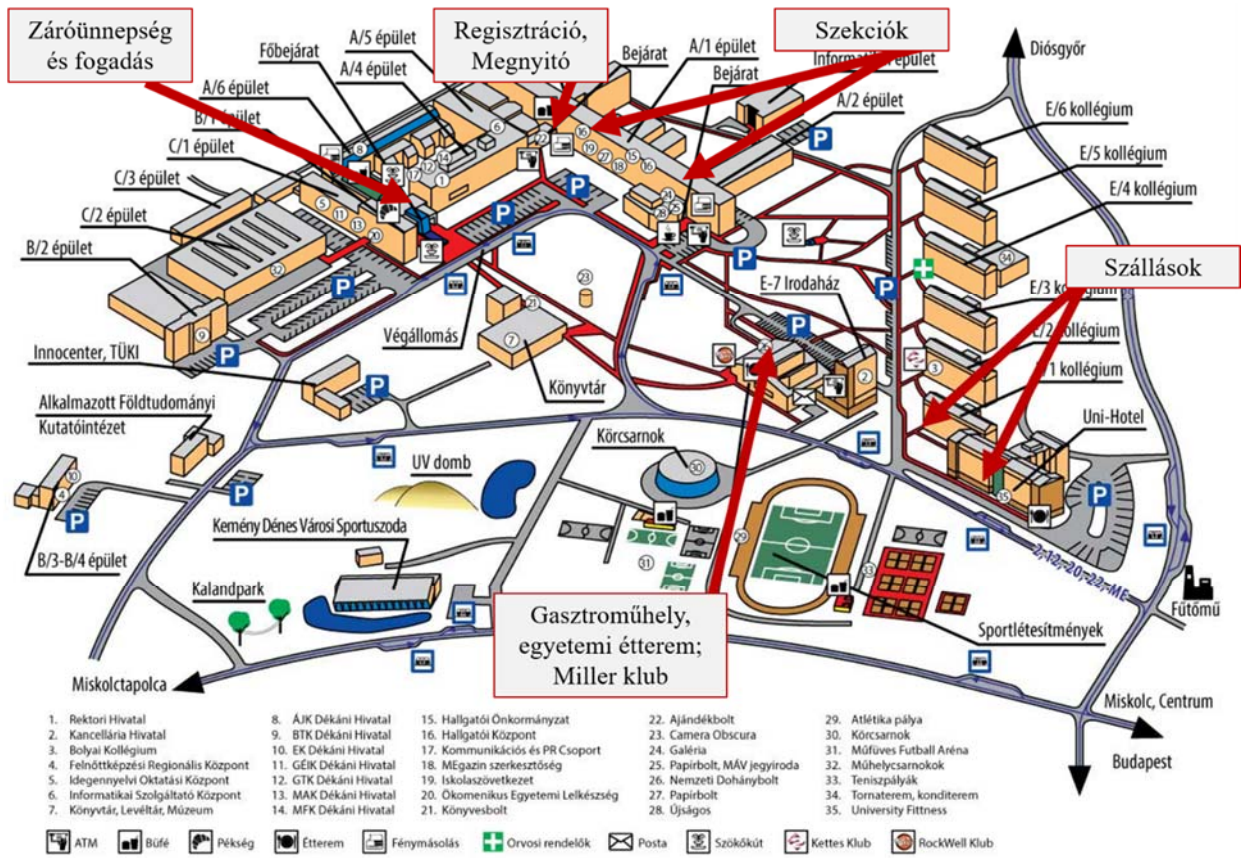 Záróünnepség
és fogadás
Regisztráció,
Megnyitó
Szekciók
Főbejárat
A/5 épület
A/4 épület
A/6 épület
B/1 épület
C/1 épület
C/3 épület
C/2 épület
B/2 épület
Bejárat
A/1 épület
Bejárat
Informatikai épület
A/2 épület
Diósgyőr
E/6 kollégium
E/5 kollégium
E/4 kollégium
Szállások
E/3 kollégium
E/2 kollégium
/1 kollégium
Uni-Hotel
E-7 Irodaház
Végállomás
Könyvtár
Innocenter, TÜKI
Alkalmazott Földtudományi
Kutatóintézet
B/3-B/4 épület
UV domb
Körcsarnok
Kemény Dénes Városi Sportuszoda
Kalandpark
2, 12, 20, 22, ME
Fűtőmű
Sportlétesítmények
Gasztroműhely,
egyetemi étterem;
Miller klub
Miskolctapolca
Miskolc, Centrum
Budapest
1. Rektori Hivatal
2. Kancellária Hivatal
3. Bolyai Kollégium
4. Felnőttképzési Regionális Központ
5. Idegennyelvi Oktatási Központ
6. Informatikai Szolgáltató Központ
7. Könyvtár, Levéltár, Múzeum
8. ÁJK Dékáni Hivatal
9. BTK Dékáni Hivatal
10. EK Dékáni Hivatal
11. GÉIK Dékáni Hivatal
12. GTK Dékáni Hivatal
13. MAK Dékáni Hivatal
14. MFK Dékáni Hivatal
15. Hallgatói Önkormányzat
16. Hallgatói Központ
17. Kommunikációs és PR Csoport
18. MEgazin szerkesztőség
19. Iskolaszövetkezet
20. Ökomenikus Egyetemi Lelkészség
21. Könyvesbolt
22. Ajándékbolt
23. Camera Obscura
24. Galéria
25. Papírbolt, MÁV jegyiroda
26. Nemzeti Dohánybolt
27. Papírbolt
28. Újságos
29. Atlétika pálya
30. Körcsarnok
31. Műfüves Futball Aréna
32. Műhelycsarnokok
33. Teniszpályák
34. Tornaterem, konditerem
35. University Fittness
ATM
Büfé
Pékség
Étterem
Fénymásolás
Orvosi rendelők
Posta
Szökőkút
Kettes Klub
RockWell Klub